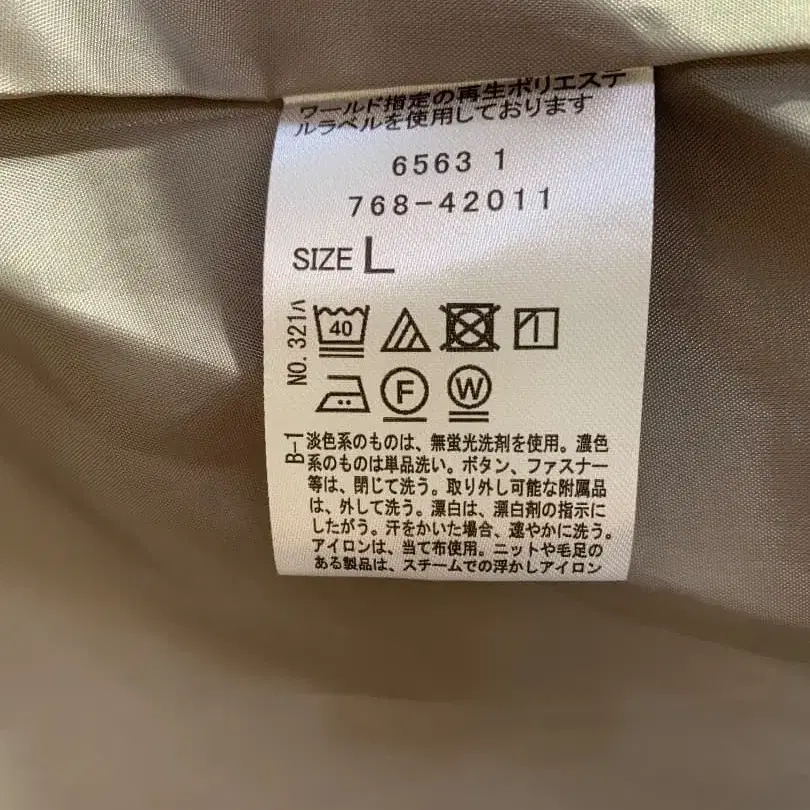 ワールド指定の再生ポリエステ
ルラベルを使用しております
6563 1
768-42011
SIZE L
NO. 321ハ
40
F
W
B-1
淡色系のものは、無蛍光洗剤を使用。濃色
系のものは単品洗い。ボタン、ファスナー
等は、閉じて洗う。取り外し可能な附属品
は、外して洗う。漂白は、漂白剤の指示に
したがう。汗をかいた場合、速やかに洗う。
アイロンは、当て布使用。ニットや毛足の
ある製品は、スチームでの浮かしアイロン